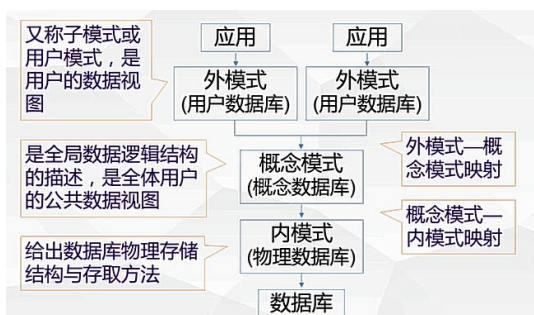 又称子模式或
用户模式，是
用户的数据视
图
应用
应用
外模式
(用户数据库)
外模式
(用户数据库)
是全局数据逻辑结构
的描述，是全体用户
的公共数据视图
概念模式
(概念数据库)
外模式—概
念模式映射
概念模式—
内模式映射
给出数据库物理存储
结构与存取方法
内模式
(物理数据库)
数据库